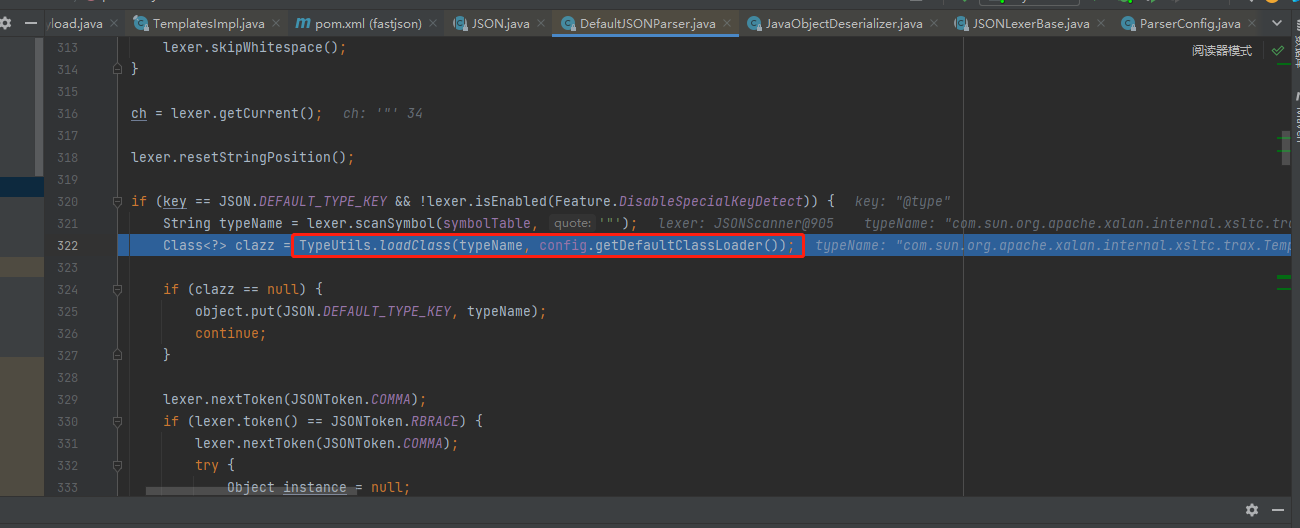 /load.java TemplatesImpl.java pom.xml (fastjson) JSON.java DefaultJSONParser.java JavaObjectDeserializer.java JSONLexerBase.java ParserConfig.java
阅读器模式
313 lexer.skipWhitespace();
314 }
315
316 ch = lexer.getCurrent(); ch: '"' 34
317
318 lexer.resetStringPosition();
319
320 if (key == JSON.DEFAULT_TYPE_KEY && !lexer.isEnabled(Feature.DisableSpecialKeyDetect)) { key: "@type"
321 String typeName = lexer.scanSymbol(symbolTable, quote: '"'); lexer: JSONScanner@905 typeName: "com.sun.org.apache.xalan.internal.xsltc.tra
322 Class<?> clazz = TypeUtils.loadClass(typeName, config.getDefaultClassLoader()); typeName: "com.sun.org.apache.xalan.internal.xsltc.trax.Temp
323
324 if (clazz == null) {
325 object.put(JSON.DEFAULT_TYPE_KEY, typeName);
326 continue;
327 }
328
329 lexer.nextToken(JSONToken.COMMA);
330 if (lexer.token() == JSONToken.RBRACE) {
331 lexer.nextToken(JSONToken.COMMA);
332 try {
333 Object instance = null;